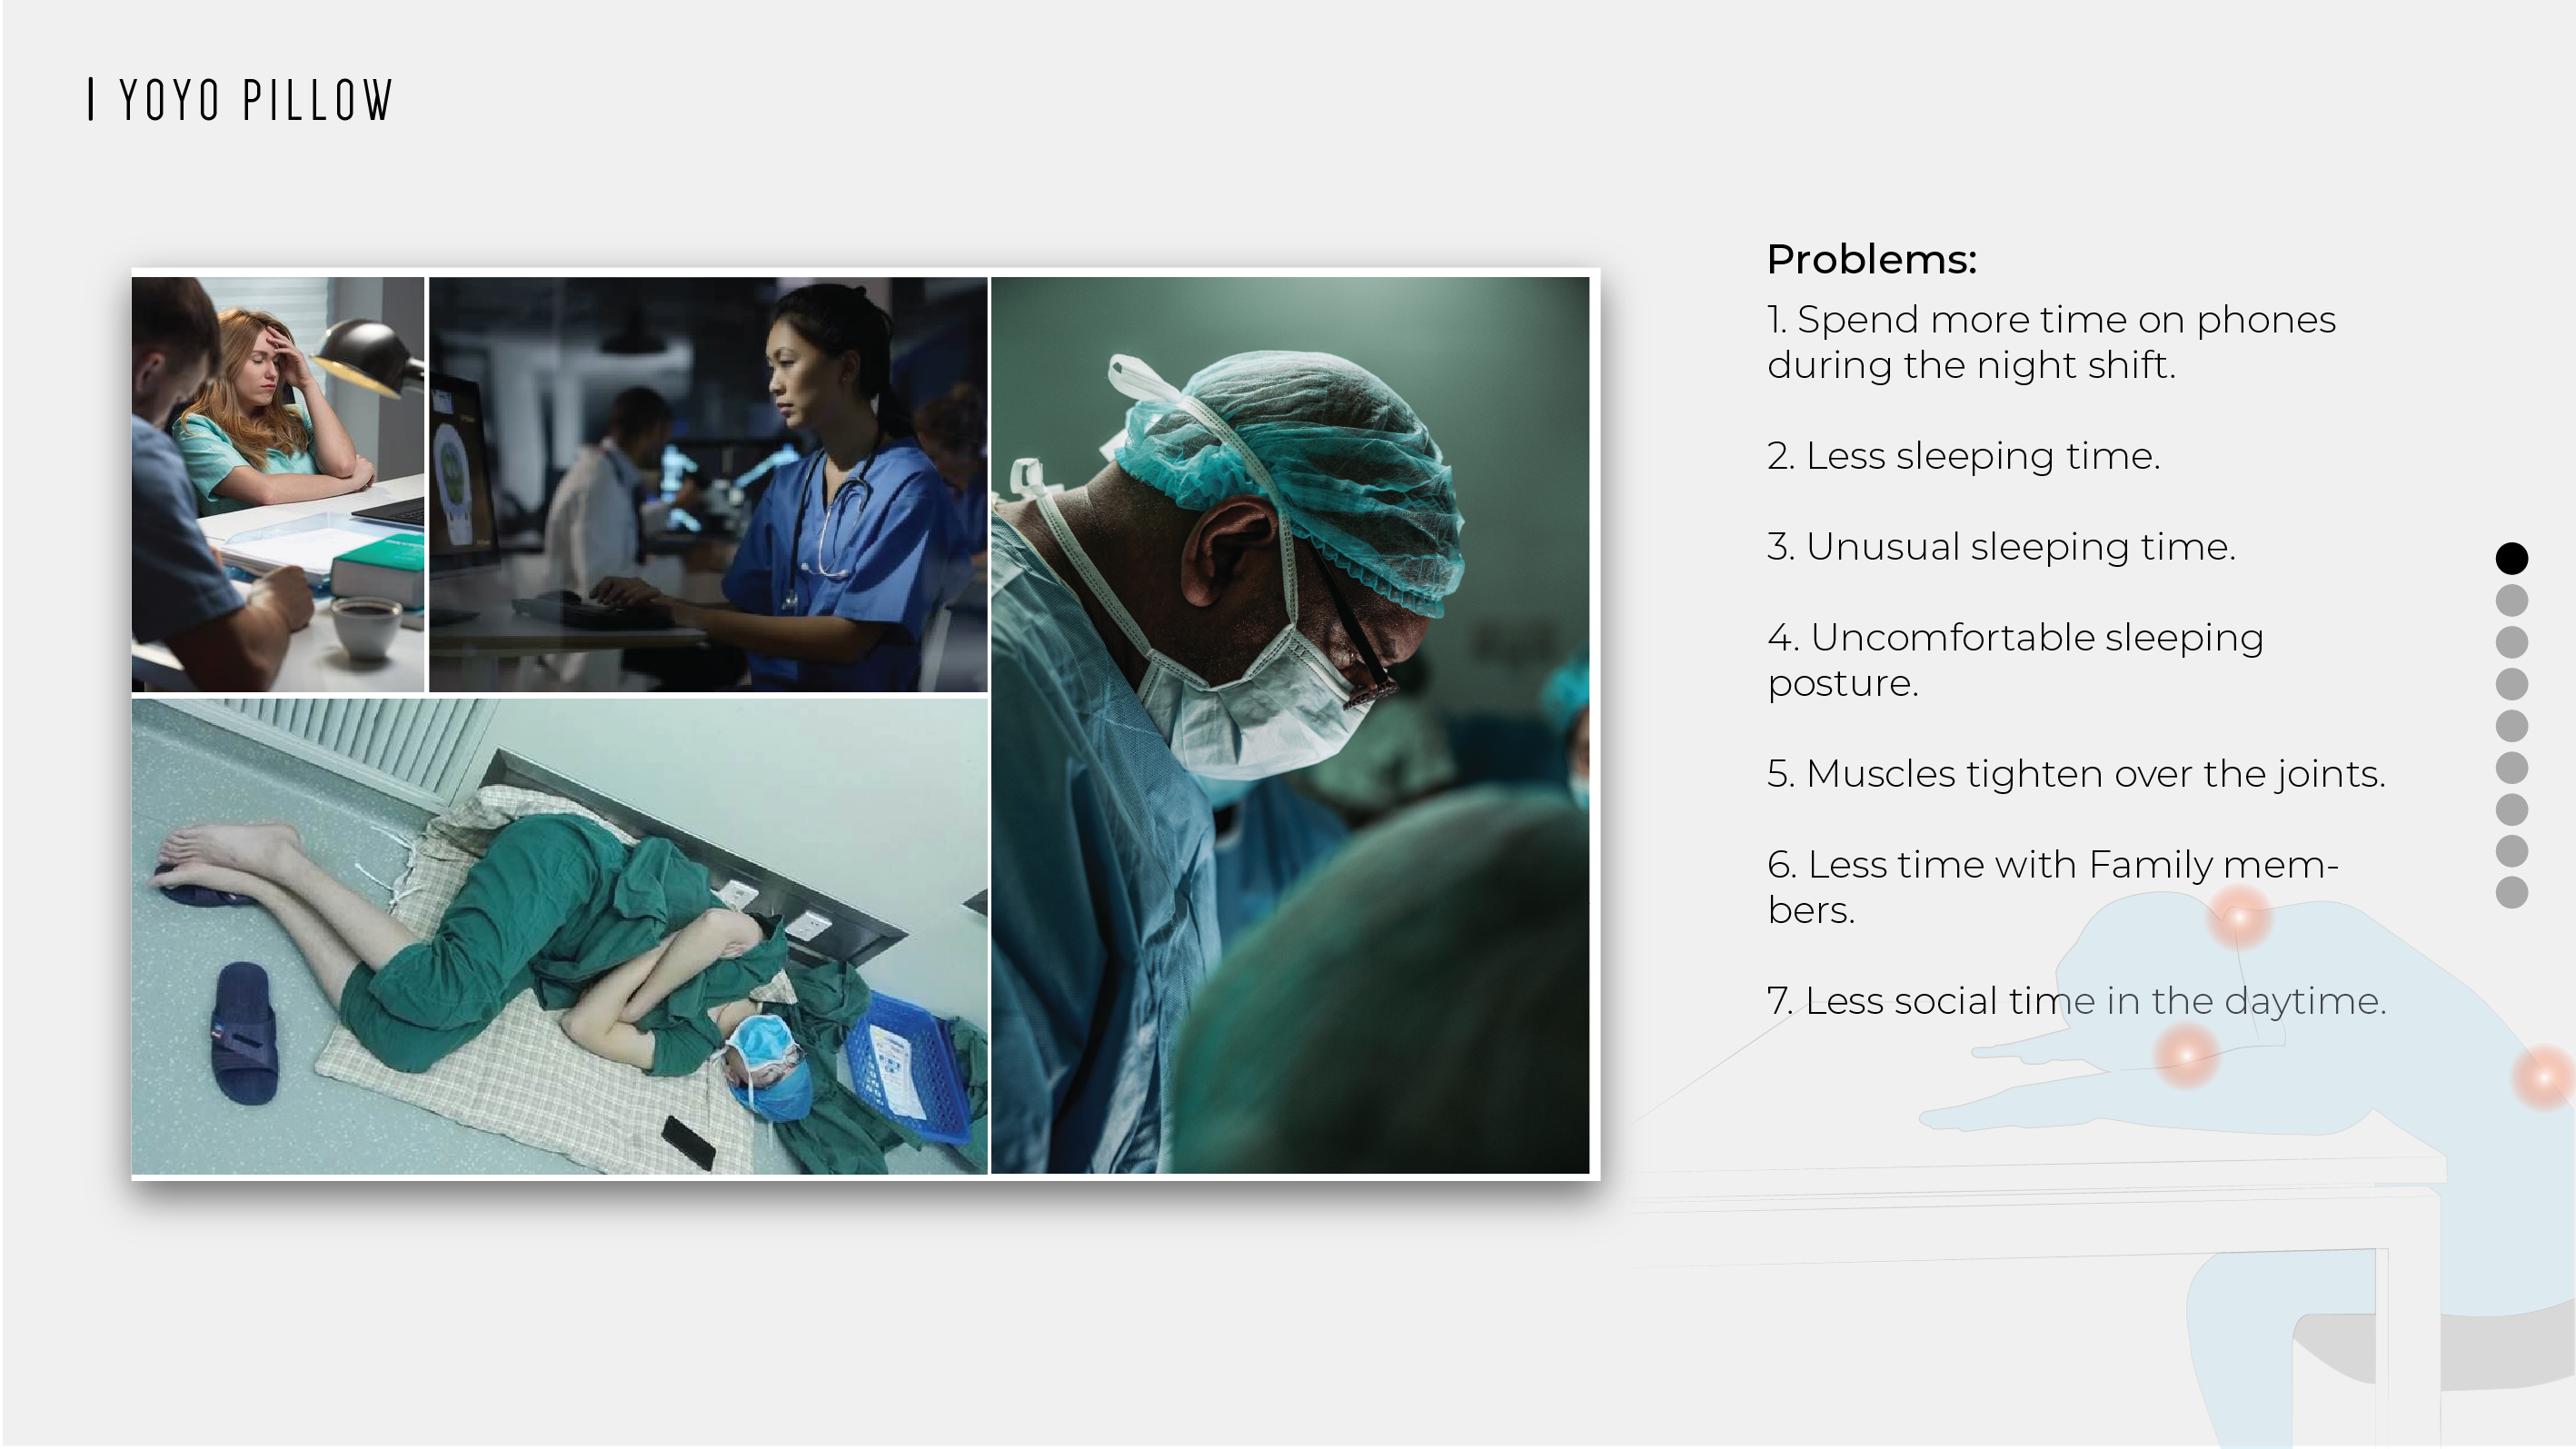 YOYO PILLOW
Problems:
1. Spend more time on phones
during the night shift.
2. Less sleeping time.
3. Unusual sleeping time.
4. Uncomfortable sleeping
posture.
5. Muscles tighten over the joints.
6. Less time with Family mem-
bers.
7. Less social time in the daytime.